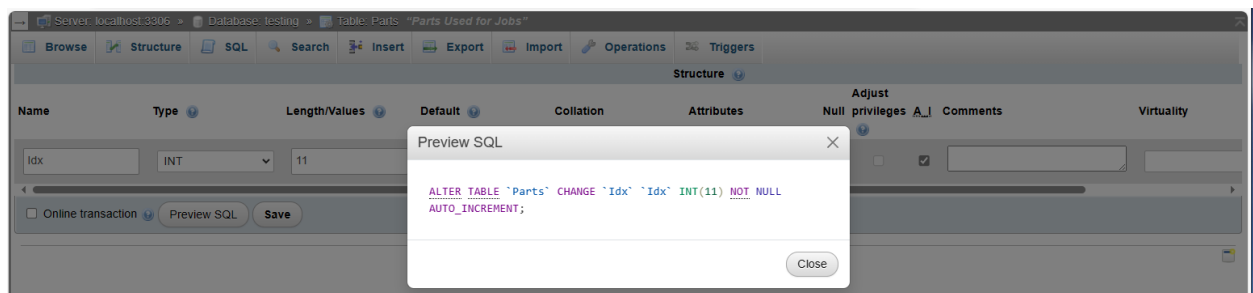 Server: localhost:3306 » Database: testing » Table: Parts "Parts Used for Jobs"
Browse Structure SQL Search Insert Export Import Operations Triggers
Structure
Name Type Length/Values Default Collation Attributes Null Adjust privileges A_I Comments Virtuality
Idx INT 11
Preview SQL
ALTER TABLE `Parts` CHANGE `Idx` `Idx` INT(11) NOT NULL
AUTO_INCREMENT;
Close
Online transaction Preview SQL Save